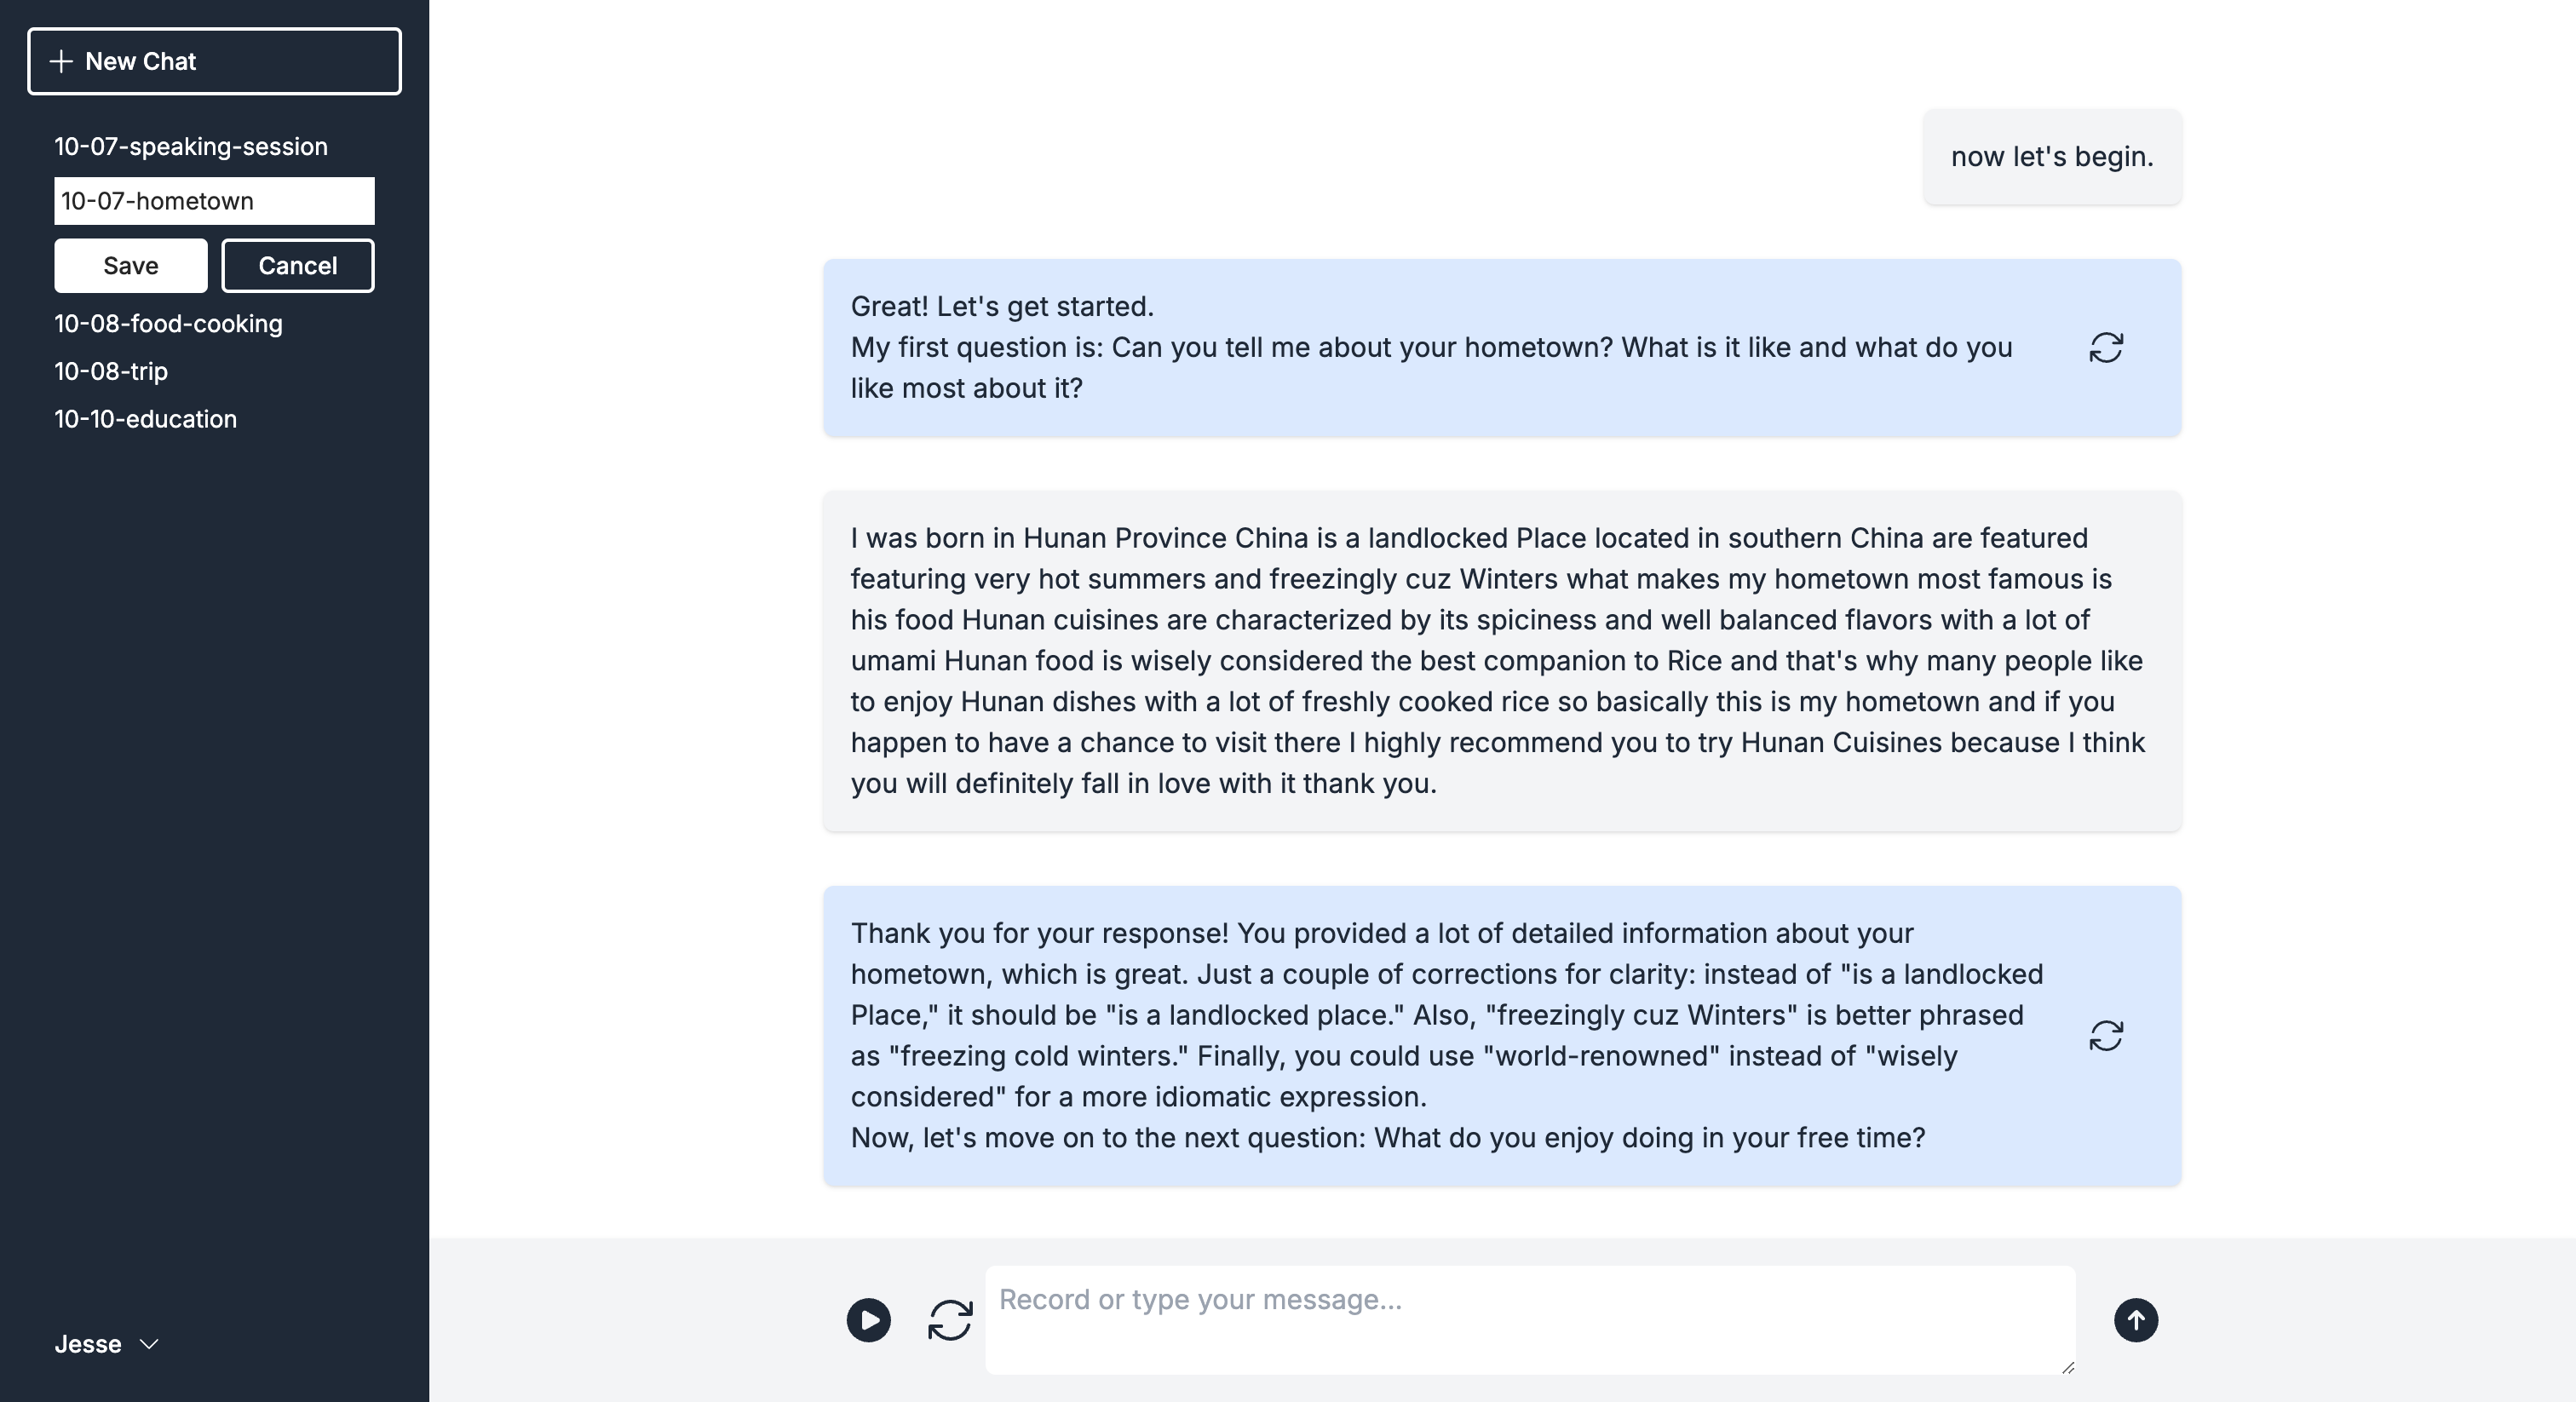 New Chat
10-07-speaking-session
10-07-hometown
Save
Cancel
10-08-food-cooking
10-08-trip
10-10-education
Jesse
now let's begin.
Great! Let's get started.
My first question is: Can you tell me about your hometown? What is it like and what do you
like most about it?
I was born in Hunan Province China is a landlocked Place located in southern China are featured
featuring very hot summers and freezingly cuz Winters what makes my hometown most famous is
his food Hunan cuisines are characterized by its spiciness and well balanced flavors with a lot of
umami Hunan food is wisely considered the best companion to Rice and that's why many people like
to enjoy Hunan dishes with a lot of freshly cooked rice so basically this is my hometown and if you
happen to have a chance to visit there I highly recommend you to try Hunan Cuisines because I think
you will definitely fall in love with it thank you.
Thank you for your response! You provided a lot of detailed information about your
hometown, which is great. Just a couple of corrections for clarity: instead of "is a landlocked
Place," it should be "is a landlocked place." Also, "freezingly cuz Winters" is better phrased
as "freezing cold winters." Finally, you could use "world-renowned" instead of "wisely
considered" for a more idiomatic expression.
Now, let's move on to the next question: What do you enjoy doing in your free time?
Record or type your message...